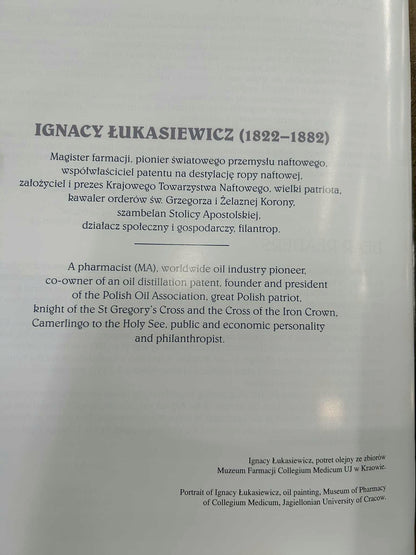 IGNACY ŁUKASIEWICZ (1822–1882)
Magister farmacji, pionier światowego przemysłu naftowego,
współwłaściciel patentu na destylację ropy naftowej,
założyciel i prezes Krajowego Towarzystwa Naftowego, wielki patriota,
kawaler orderów św. Grzegorza i Żelaznej Korony,
szambelan Stolicy Apostolskiej,
działacz społeczny i gospodarczy, filantrop.
A pharmacist (MA), worldwide oil industry pioneer,
co-owner of an oil distillation patent, founder and president
of the Polish Oil Association, great Polish patriot,
knight of the St Gregory's Cross and the Cross of the Iron Crown,
Camerlingo to the Holy See, public and economic personality
and philanthropist.
Ignacy Łukasiewicz, potret olejny ze zbiorów
Muzeum Farmacji Collegium Medicum UJ w Kraowie.
Portrait of Ignacy Łukasiewicz, oil painting, Museum of Pharmacy
of Collegium Medicum, Jagiellonian University of Cracow.